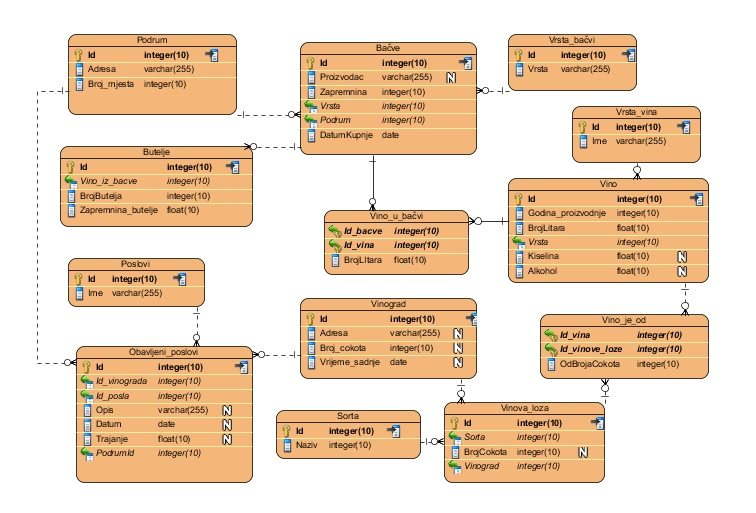 Podrum
Id integer(10)
Adresa varchar(255)
Broj_mjesta integer(10)
Bačve
Id integer(10)
Proizvodac varchar(255) N
Zapremnina integer(10)
Vrsta integer(10)
Podrum integer(10)
DatumKupnje date
Vrsta_bačvi
Id integer(10)
Vrsta varchar(255)
Vrsta_vina
Id integer(10)
Ime varchar(255)
Butelje
Id integer(10)
Vino_iz_bacve integer(10)
BrojButelja integer(10)
Zapremnina_butelje float(10)
Vino
Id integer(10)
Godina_proizvodnje integer(10)
BrojLitara float(10)
Vrsta integer(10)
Kiselina float(10) N
Alkohol float(10) N
Vino_u_bačvi
Id_bacve integer(10)
Id_vina integer(10)
BrojLItara float(10)
Poslovi
Id integer(10)
Ime varchar(255)
Vinograd
Id integer(10)
Adresa varchar(255) N
Broj_cokota integer(10) N
Vrijeme_sadnje date N
Vino_je_od
Id_vina integer(10)
Id_vinove_loze integer(10)
OdBrojaCokota integer(10)
Obavljeni_poslovi
Id integer(10)
Id_vinograda integer(10)
Id_posla integer(10)
Opis varchar(255) N
Datum date N
Trajanje float(10) N
PodrumId integer(10)
Sorta
Id integer(10)
Naziv integer(10)
Vinova_loza
Id integer(10)
Sorta integer(10)
BrojCokota integer(10) N
Vinograd integer(10)